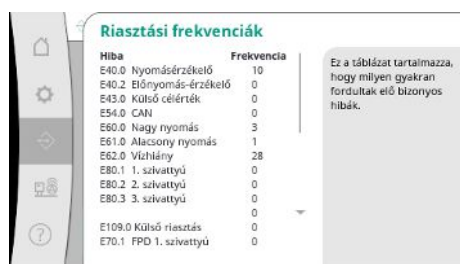 Riasztási frekvenciák
Hiba Frekvencia
E40.0 Nyomásérzékelő 10
E40.2 Előnyomás-érzékelő 0
E43.0 Külső célérték 0
E54.0 CAN 0
E60.0 Nagy nyomás 3
E61.0 Alacsony nyomás 1
E62.0 Vízhiány 28
E80.1 1. szivattyú 0
E80.2 2. szivattyú 0
E80.3 3. szivattyú 0
0
E109.0 Külső riasztás 0
E70.1 FPD 1. szivattyú 0
Ez a táblázat tartalmazza,
hogy milyen gyakran
fordultak elő bizonyos
hibák.